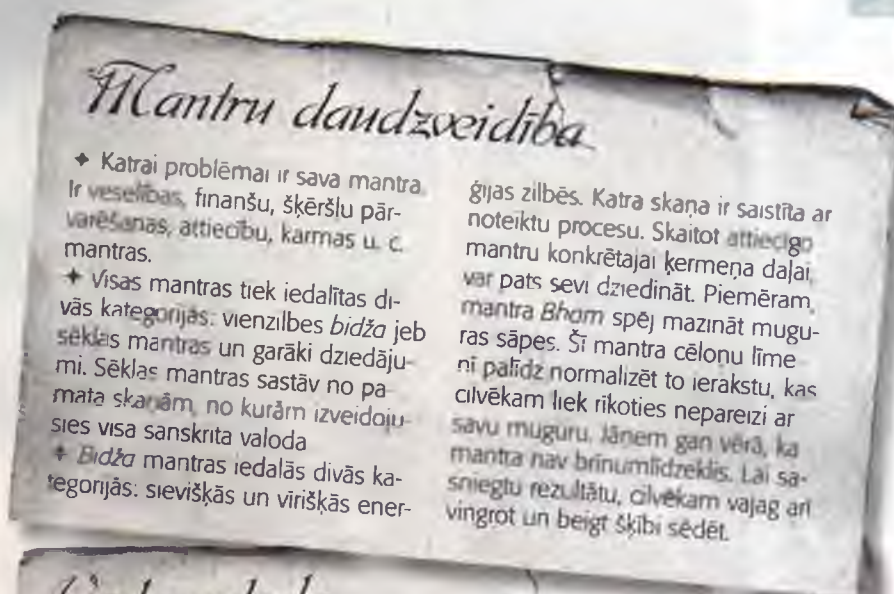 Mantru daudzveidība
✦ Katrai problēmai ir sava mantra.
Ir veselības, finanšu, šķēršļu pār-
varēšanas, attiecību, karmas u. c.
mantras.
✦ Visas mantras tiek iedalītas di-
vās kategorijās: vienzilbes bidža jeb
sēklas mantras un garāki dziedāju-
mi. Sēklas mantras sastāv no pa-
mata skaņām, no kurām izveidoju-
sies visa sanskrita valoda
✦ Bidža mantras iedalās divās ka-
tegorijās: sievišķās un vīrišķās ener-
ģijas zilbēs. Katra skaņa ir saistīta ar
noteiktu procesu. Skaitot attiecīgo
mantru konkrētajai ķermeņa daļai,
var pats sevi dziedināt. Piemēram,
mantra Bham spēj mazināt mugu-
ras sāpes. Šī mantra cēloņu līme-
nī palīdz normalizēt to ierakstu, kas
cilvēkam liek rīkoties nepareizi ar
savu muguru. Jāņem gan vērā, ka
mantra nav brīnumlīdzeklis. Lai sa-
sniegtu rezultātu, cilvēkam vajag arī
vingrot un beigt šķībi sēdēt.